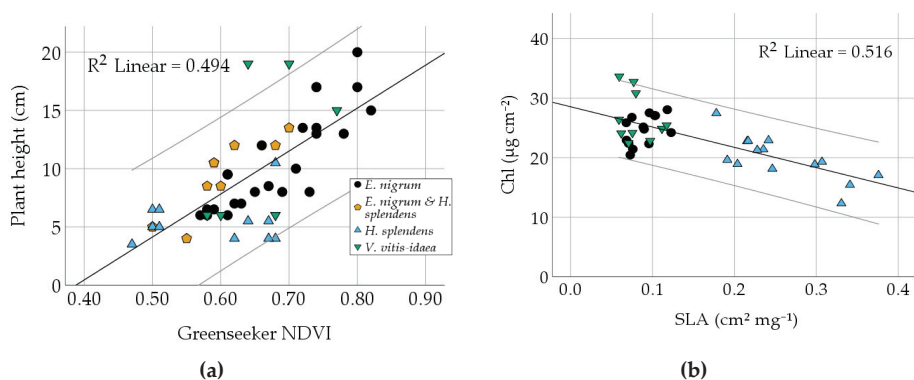 R² Linear = 0.494
Plant height (cm)
20
15
10
5
0
0.40 0.50 0.60 0.70 0.80 0.90
Greenseeker NDVI
E. nigrum
E. nigrum & H.
splendens
H. splendens
V. vitis-idaea
(a)
R² Linear = 0.516
Chl (µg cm⁻²)
40
30
20
10
0
0.0 0.1 0.2 0.3 0.4
SLA (cm² mg⁻¹)
(b)